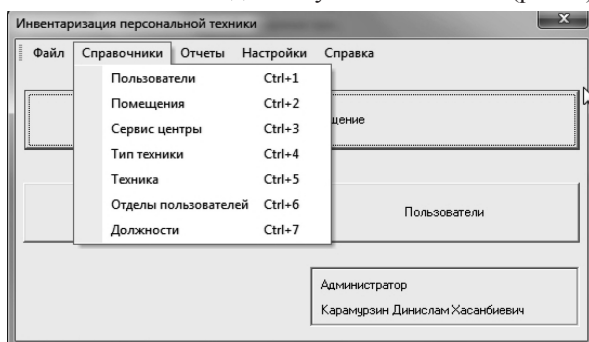 Инвентаризация персональной техники
Файл Справочники Отчеты Настройки Справка
Пользователи Ctrl+1
Помещения Ctrl+2
Сервис центры Ctrl+3
Тип техники Ctrl+4
Техника Ctrl+5
Отделы пользователей Ctrl+6
Должности Ctrl+7
щение
Пользователи
Администратор
Карамурзин Динислам Хасанбиевич